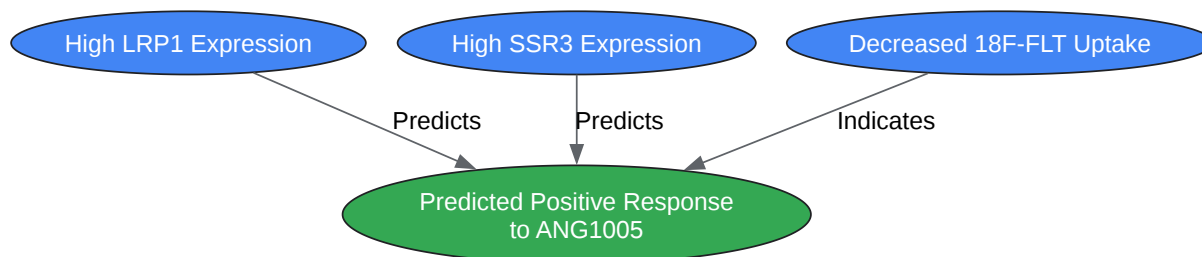 High LRP1 Expression
High SSR3 Expression
Decreased 18F-FLT Uptake
Predicts
Predicts
Indicates
Predicted Positive Response
to ANG1005